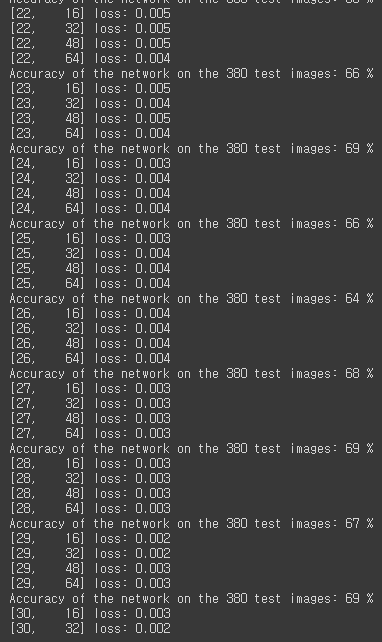 Accuracy of the network on the 380 test images: %
[22, 16] loss: 0.005
[22, 32] loss: 0.005
[22, 48] loss: 0.005
[22, 64] loss: 0.004
Accuracy of the network on the 380 test images: 66 %
[23, 16] loss: 0.005
[23, 32] loss: 0.004
[23, 48] loss: 0.005
[23, 64] loss: 0.004
Accuracy of the network on the 380 test images: 69 %
[24, 16] loss: 0.003
[24, 32] loss: 0.004
[24, 48] loss: 0.004
[24, 64] loss: 0.004
Accuracy of the network on the 380 test images: 66 %
[25, 16] loss: 0.003
[25, 32] loss: 0.004
[25, 48] loss: 0.004
[25, 64] loss: 0.004
Accuracy of the network on the 380 test images: 64 %
[26, 16] loss: 0.004
[26, 32] loss: 0.004
[26, 48] loss: 0.004
[26, 64] loss: 0.004
Accuracy of the network on the 380 test images: 68 %
[27, 16] loss: 0.003
[27, 32] loss: 0.003
[27, 48] loss: 0.003
[27, 64] loss: 0.003
Accuracy of the network on the 380 test images: 69 %
[28, 16] loss: 0.003
[28, 32] loss: 0.003
[28, 48] loss: 0.003
[28, 64] loss: 0.003
Accuracy of the network on the 380 test images: 67 %
[29, 16] loss: 0.002
[29, 32] loss: 0.002
[29, 48] loss: 0.003
[29, 64] loss: 0.003
Accuracy of the network on the 380 test images: 69 %
[30, 16] loss: 0.003
[30, 32] loss: 0.002